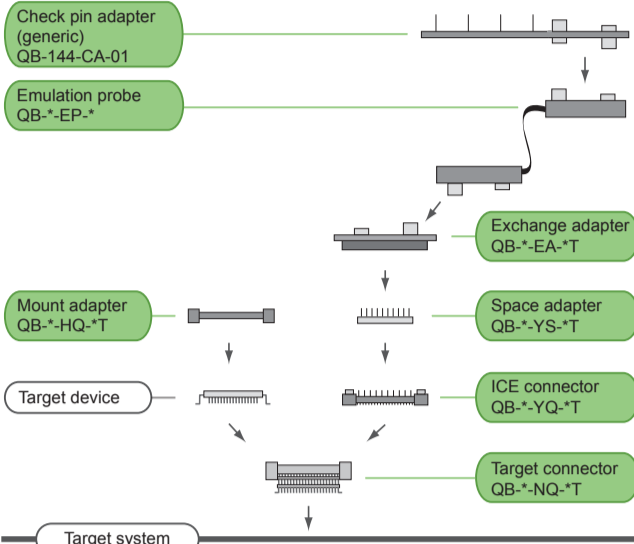 Check pin adapter
(generic)
QB-144-CA-01
Emulation probe
QB-*-EP-*
Exchange adapter
QB-*-EA-*T
Mount adapter
QB-*-HQ-*T
Space adapter
QB-*-YS-*T
Target device
ICE connector
QB-*-YQ-*T
Target connector
QB-*-NQ-*T
Target system